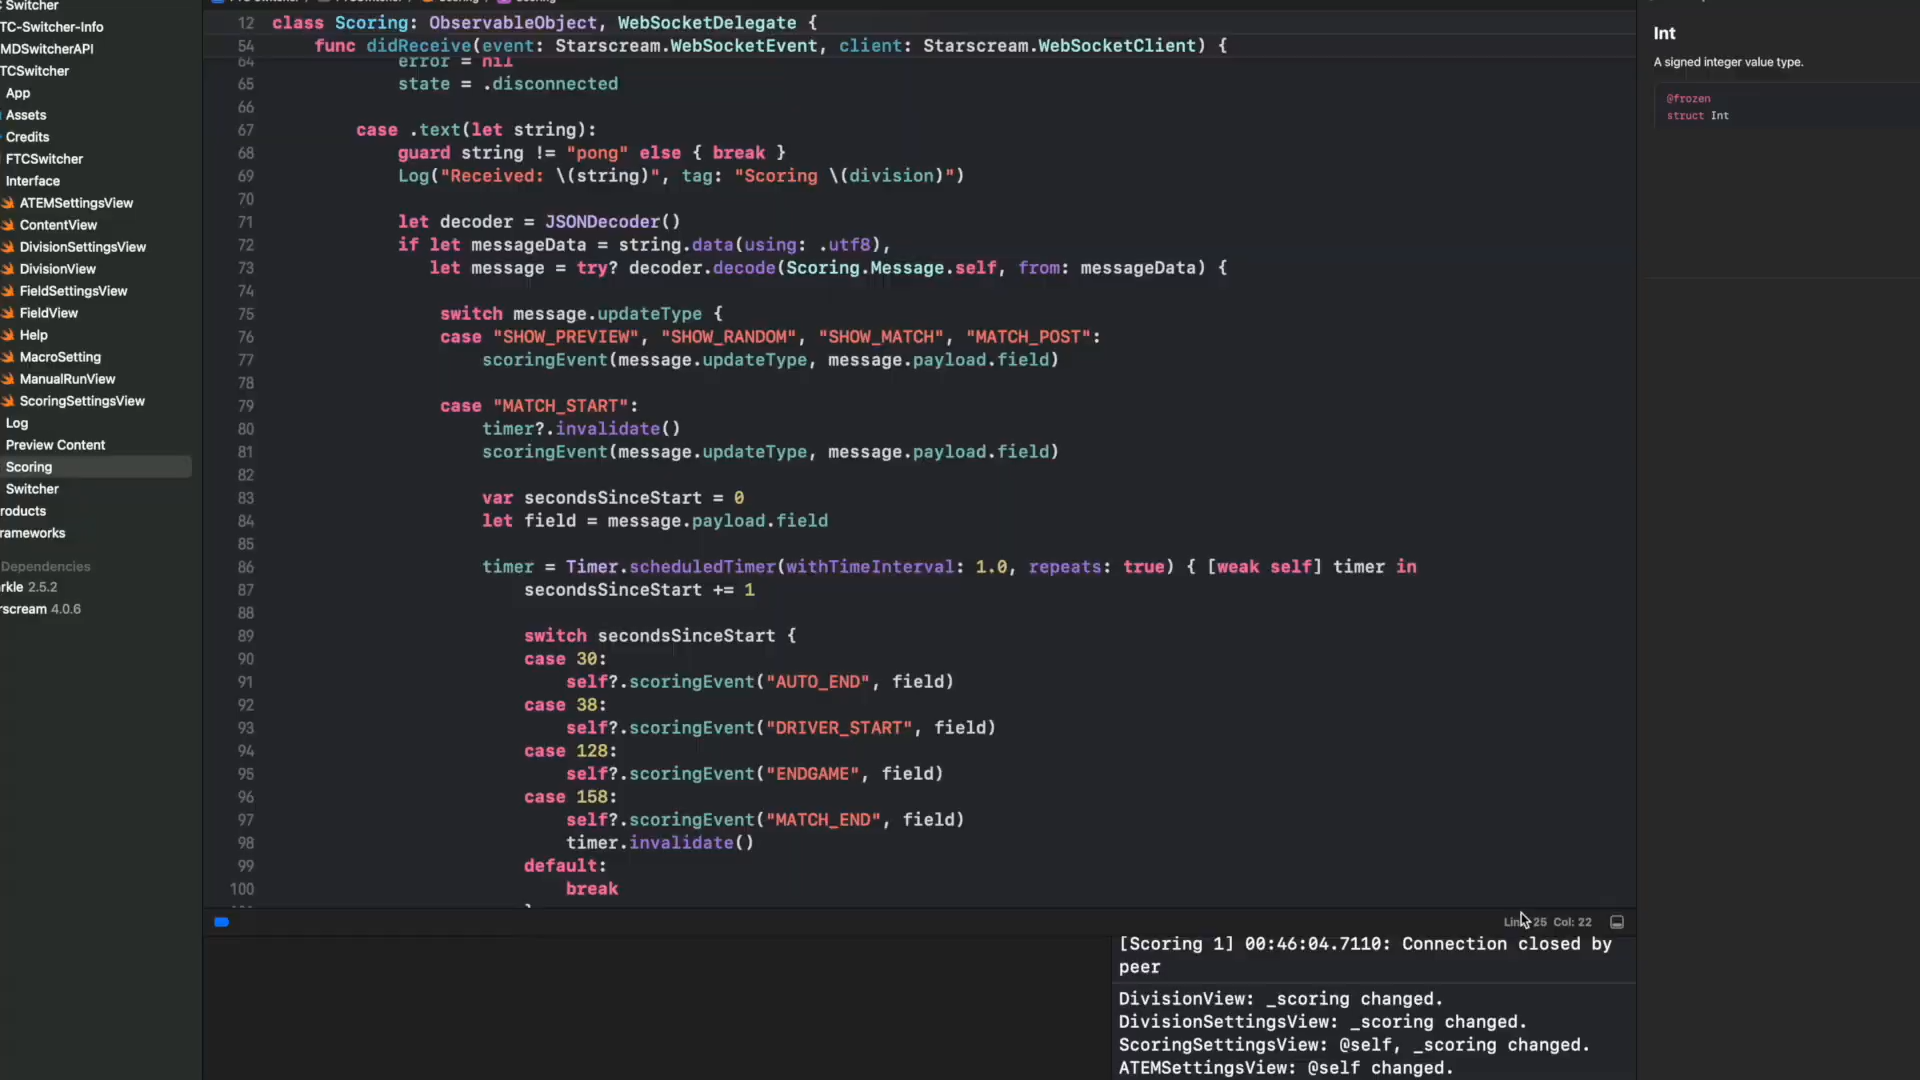 C Switcher
TC-Switcher-Info
MDSwitcherAPI
TCSwitcher
App
Assets
Credits
FTCSwitcher
Interface
ATEMSettingsView
ContentView
DivisionSettingsView
DivisionView
FieldSettingsView
FieldView
Help
MacroSetting
ManualRunView
ScoringSettingsView
Log
Preview Content
Scoring
Switcher
roducts
rameworks
Dependencies
rkle 2.5.2
rscream 4.0.6
12 class Scoring: ObservableObject, WebSocketDelegate {
54 func didReceive(event: Starscream.WebSocketEvent, client: Starscream.WebSocketClient) {
64 error = nil
65 state = .disconnected
66
67 case .text(let string):
68 guard string != "pong" else { break }
69 Log("Received: \(string)", tag: "Scoring \(division)")
70
71 let decoder = JSONDecoder()
72 if let messageData = string.data(using: .utf8),
73 let message = try? decoder.decode(Scoring.Message.self, from: messageData) {
74
75 switch message.updateType {
76 case "SHOW_PREVIEW", "SHOW_RANDOM", "SHOW_MATCH", "MATCH_POST":
77 scoringEvent(message.updateType, message.payload.field)
78
79 case "MATCH_START":
80 timer?.invalidate()
81 scoringEvent(message.updateType, message.payload.field)
82
83 var secondsSinceStart = 0
84 let field = message.payload.field
85
86 timer = Timer.scheduledTimer(withTimeInterval: 1.0, repeats: true) { [weak self] timer in
87 secondsSinceStart += 1
88
89 switch secondsSinceStart {
90 case 30:
91 self?.scoringEvent("AUTO_END", field)
92 case 38:
93 self?.scoringEvent("DRIVER_START", field)
94 case 128:
95 self?.scoringEvent("ENDGAME", field)
96 case 158:
97 self?.scoringEvent("MATCH_END", field)
98 timer.invalidate()
99 default:
100 break
25 Col: 22
[Scoring 1] 00:46:04.7110: Connection closed by
peer
DivisionView: _scoring changed.
DivisionSettingsView: _scoring changed.
ScoringSettingsView: @self, _scoring changed.
ATEMSettingsView: @self changed.
Int
A signed integer value type.
@frozen
struct Int